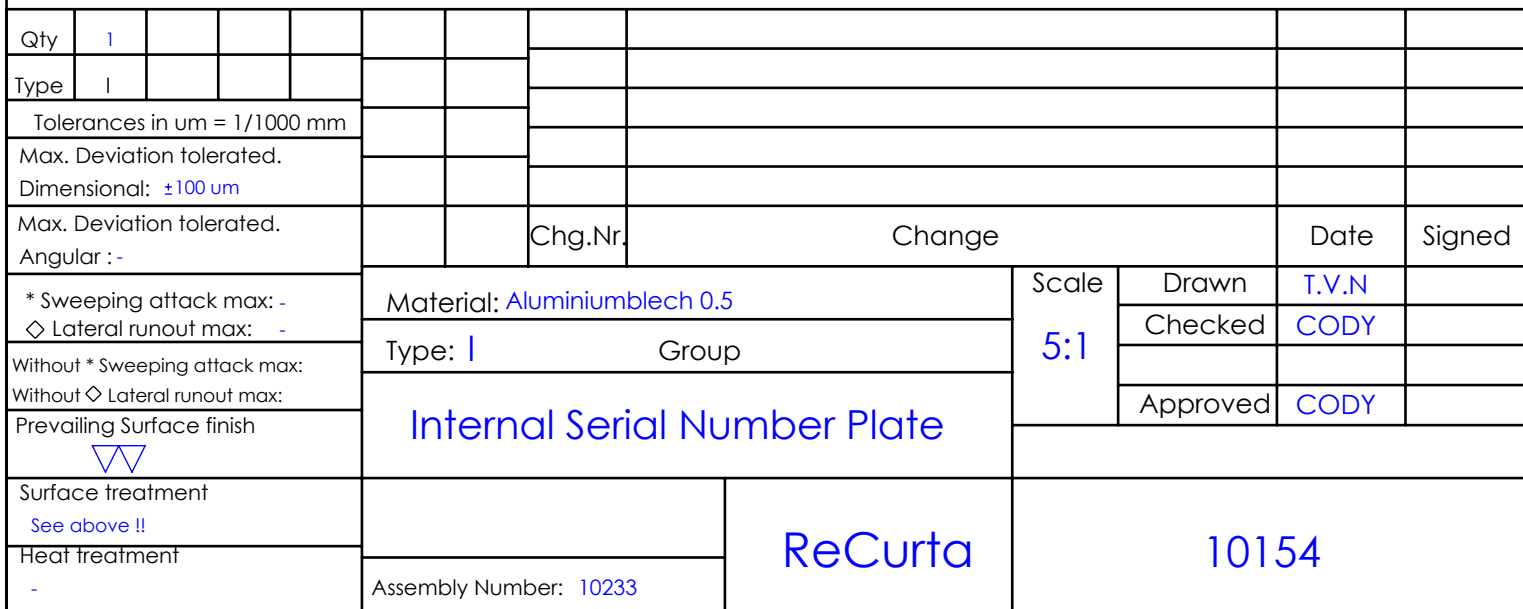 Qty 1
Type I
Tolerances in um = 1/1000 mm
Max. Deviation tolerated.
Dimensional: ±100 um
Max. Deviation tolerated.
Angular : -
* Sweeping attack max: -
◇ Lateral runout max: -
Without * Sweeping attack max:
Without ◇ Lateral runout max:
Prevailing Surface finish
Surface treatment
See above !!
Heat treatment
-
Chg.Nr. Change Date Signed
Material: Aluminiumblech 0.5
Type: I Group
Internal Serial Number Plate
Scale
5:1
Drawn T.V.N
Checked CODY
Approved CODY
Assembly Number: 10233
ReCurta
10154